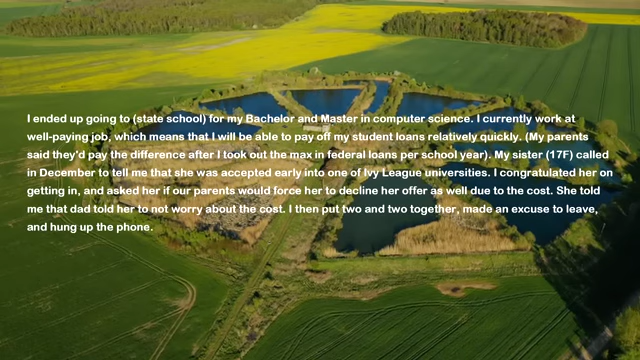 I ended up going to (state school) for my Bachelor and Master in computer science. I currently work at
well-paying job, which means that I will be able to pay off my student loans relatively quickly. (My parents
said they'd pay the difference after I took out the max in federal loans per school year). My sister (17F) called
in December to tell me that she was accepted early into one of Ivy League universities. I congratulated her on
getting in, and asked her if our parents would force her to decline her offer as well due to the cost. She told
me that dad told her to not worry about the cost. I then put two and two together, made an excuse to leave,
and hung up the phone.